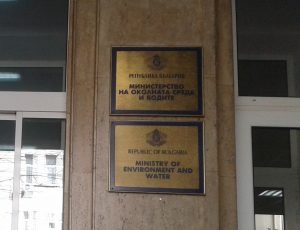 РЕПУБЛИКА БЪЛГАРИЯ
МИНИСТЕРСТВО
НА ОКОЛНАТА СРЕДА
И ВОДИТЕ
REPUBLIC OF BULGARIA
MINISTRY OF
ENVIRONMENT AND
WATER